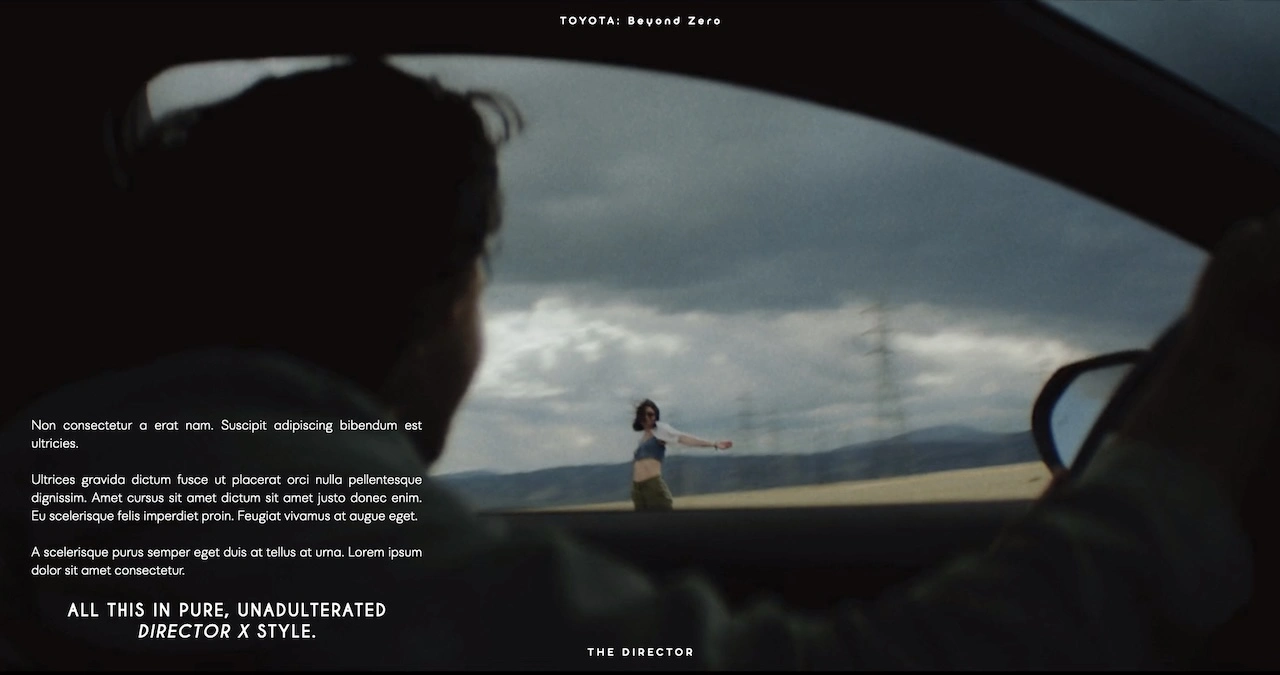 TOYOTA: Beyond Zero
Non consectetur a erat nam. Suscipit adipiscing bibendum est
ultricies.
Ultrices gravida dictum fusce ut placerat orci nulla pellentesque
dignissim. Amet cursus sit amet dictum sit amet justo donec enim.
Eu scelerisque felis imperdiet proin. Feugiat vivamus at augue eget.
A scelerisque purus semper eget duis at tellus at urna. Lorem ipsum
dolor sit amet consectetur.
ALL THIS IN PURE, UNADULTERATED
DIRECTOR X STYLE.
THE DIRECTOR